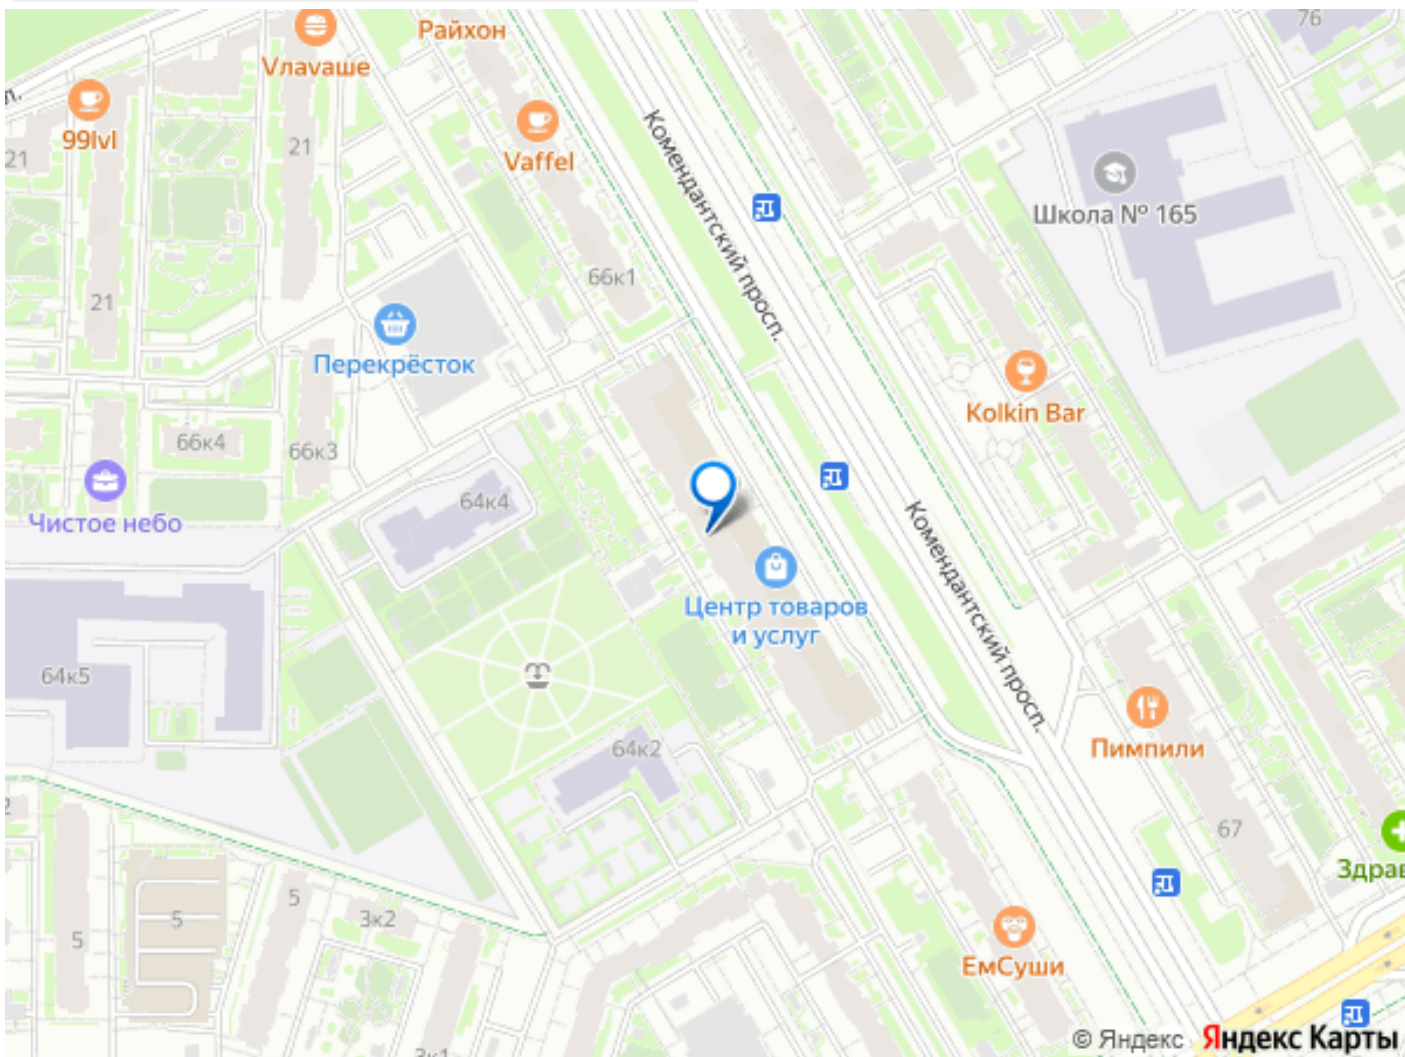 Райхон
76
Vлаvаше
99lvl
21
21
Vaffel
Комендантский просп.
Школа № 165
66к1
21
Перекрёсток
Kolkin Bar
66к4
66к3
64к4
Чистое небо
Комендантский просп.
Центр товаров
и услуг
64к5
64к2
Пимпили
2
67
Здрав
5
3к2
5
5
ЕмСуши
3к1
© Яндекс Яндекс Карты